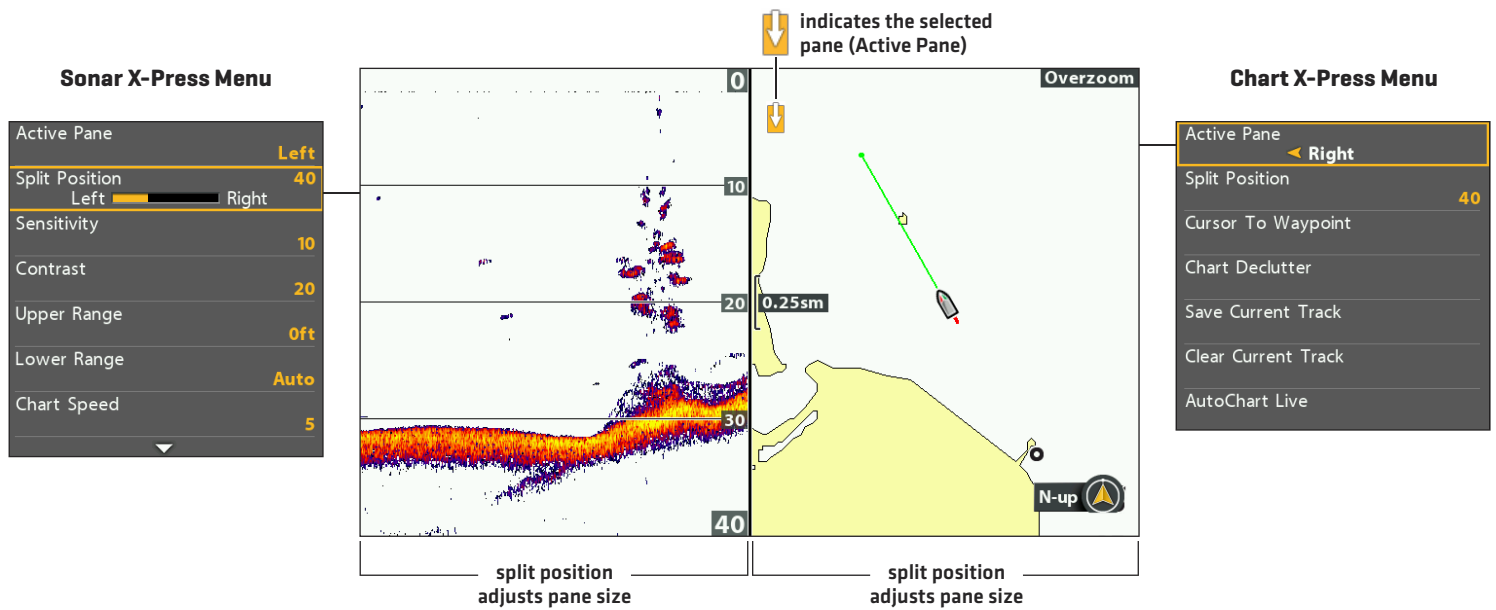 indicates the selected
pane (Active Pane)
Sonar X-Press Menu
Active Pane
Left
Split Position 40
Left Right
Sensitivity
10
Contrast
20
Upper Range
0ft
Lower Range
Auto
Chart Speed
5
0
10
20
30
40
Overzoom
0.25sm
N-up
Chart X-Press Menu
Active Pane
Right
Split Position
40
Cursor To Waypoint
Chart Declutter
Save Current Track
Clear Current Track
AutoChart Live
split position
adjusts pane size
split position
adjusts pane size